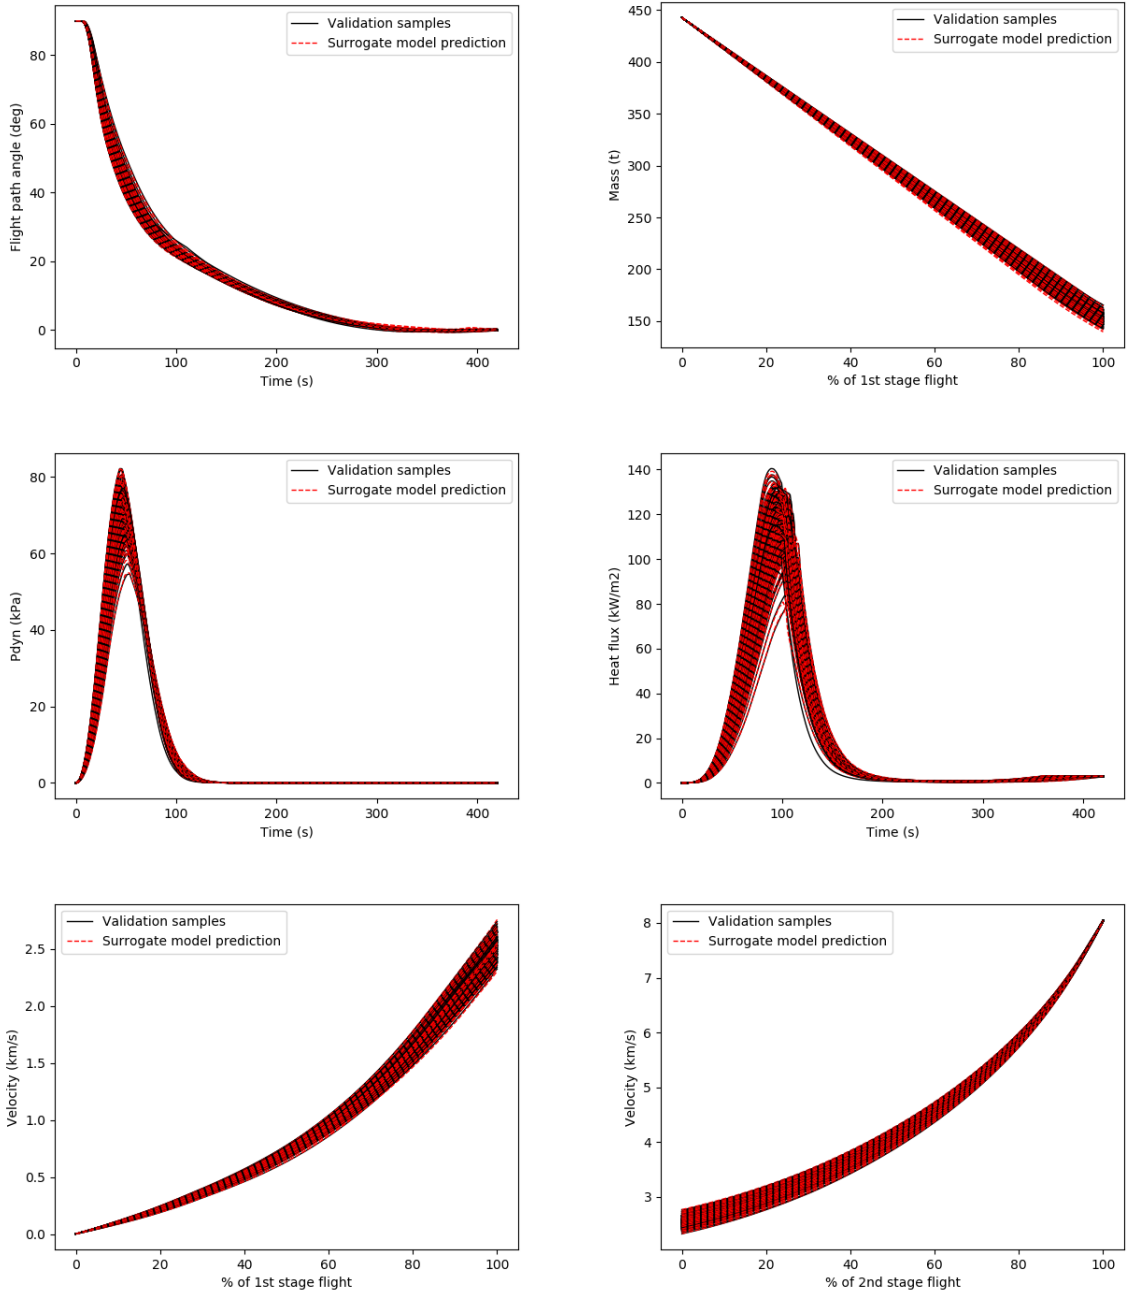 Validation samples
Surrogate model prediction
80
60
40
20
0
Flight path angle (deg)
0 100 200 300 400
Time (s)
Validation samples
Surrogate model prediction
450
400
350
300
250
200
150
Mass (t)
0 20 40 60 80 100
% of 1st stage flight
Validation samples
Surrogate model prediction
80
60
40
20
0
Pdyn (kPa)
0 100 200 300 400
Time (s)
Validation samples
Surrogate model prediction
140
120
100
80
60
40
20
0
Heat flux (kW/m2)
0 100 200 300 400
Time (s)
Validation samples
Surrogate model prediction
2.5
2.0
1.5
1.0
0.5
0.0
Velocity (km/s)
0 20 40 60 80 100
% of 1st stage flight
Validation samples
Surrogate model prediction
8
7
6
5
4
3
Velocity (km/s)
0 20 40 60 80 100
% of 2nd stage flight